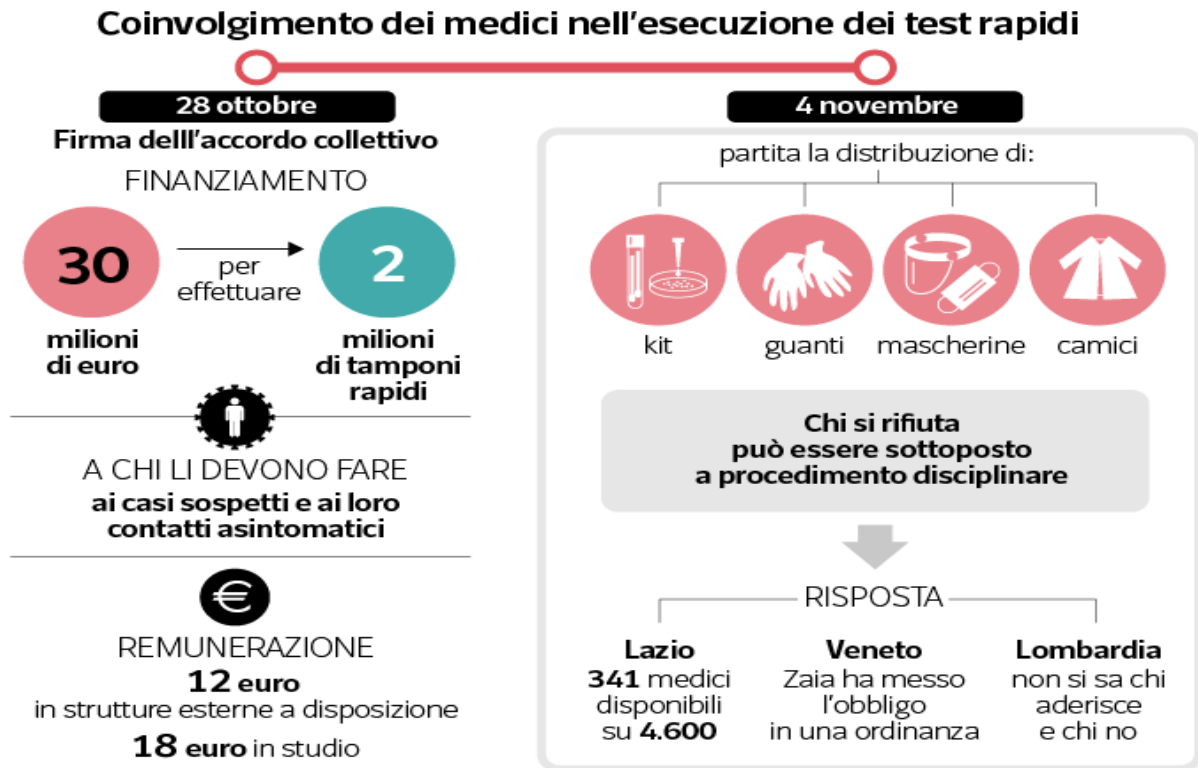 Coinvolgimento dei medici nell'esecuzione dei test rapidi
28 ottobre
Firma delll'accordo collettivo
FINANZIAMENTO
30
milioni
di euro
per
effettuare
2
milioni
di tamponi
rapidi
A CHI LI DEVONO FARE
ai casi sospetti e ai loro
contatti asintomatici
€
REMUNERAZIONE
12 euro
in strutture esterne a disposizione
18 euro in studio
4 novembre
partita la distribuzione di:
kit
guanti
mascherine
camici
Chi si rifiuta
può essere sottoposto
a procedimento disciplinare
RISPOSTA
Lazio
341 medici
disponibili
su 4.600
Veneto
Zaia ha messo
l'obbligo
in una ordinanza
Lombardia
non si sa chi
aderisce
e chi no